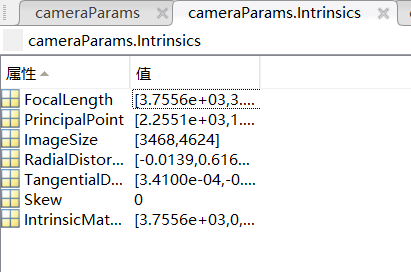 cameraParams cameraParams.Intrinsics
cameraParams.Intrinsics
属性 值
FocalLength [3.7556e+03,3....
PrincipalPoint [2.2551e+03,1....
ImageSize [3468,4624]
RadialDistor... [-0.0139,0.616...
TangentialD... [3.4100e-04,-0....
Skew 0
IntrinsicMat... [3.7556e+03,0,...